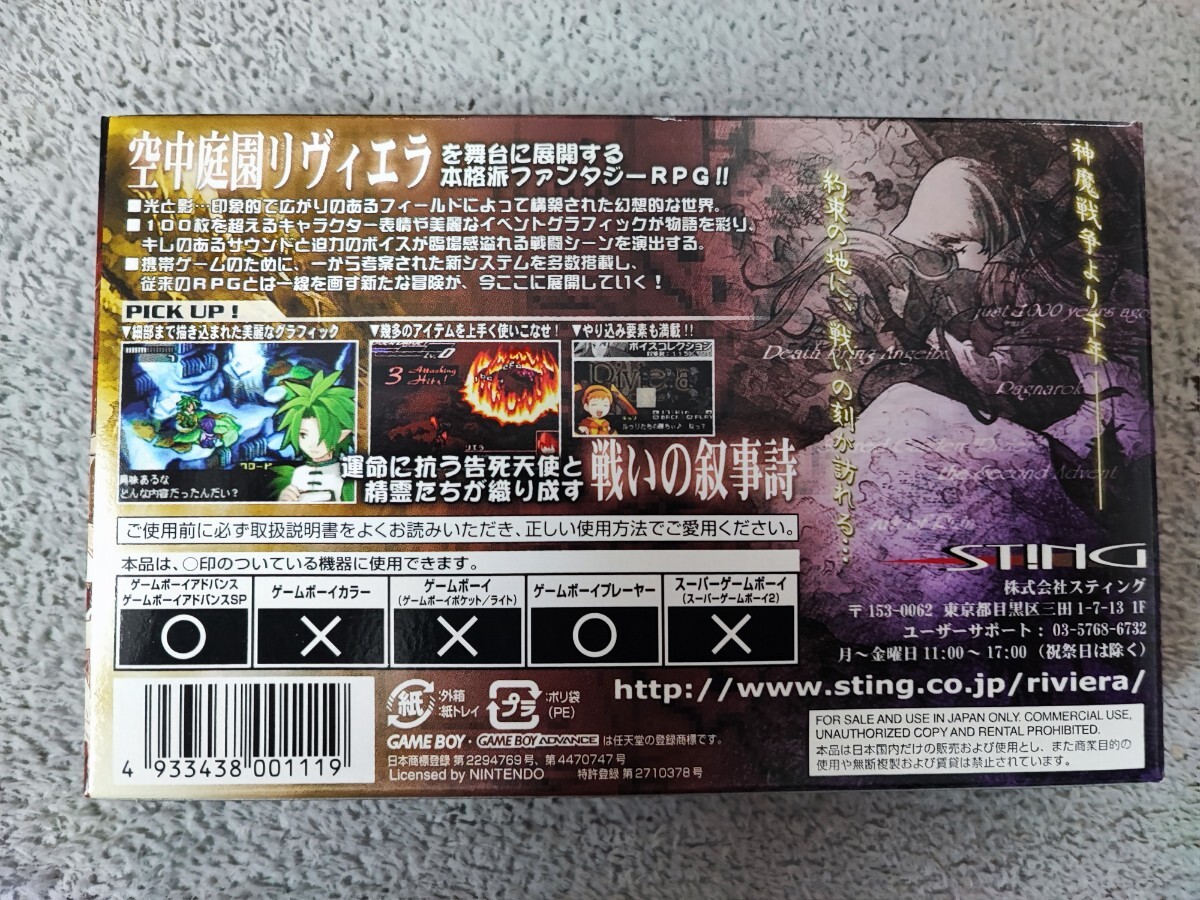 空中庭園リヴィエラ
を舞台に展開する
本格派ファンタジーRPG!!
■光と影…印象的で広がりのあるフィールドによって構築された幻想的な世界。
■100枚を超えるキャラクター表情や美麗なイベントグラフィックが物語を彩り、
キレのあるサウンドと迫力のボイスが臨場感溢れる戦闘シーンを演出する。
■携帯ゲームのために、一から考案された新システムを多数搭載し、
従来のRPGとは一線を画す新たな冒険が、今ここに展開していく!
PICK UP!
▼細部まで描き込まれた美麗なグラフィック
▼幾多のアイテムを上手く使いこなせ!
▼やり込み要素も満載!!
クロード
興味あるな
どんな内容だったんだい?
Lv.0
3 Attacking
Hits!
ボイスコレクション
運命に抗う告死天使と
精霊たちが織り成す
戦いの叙事詩
神魔戦争より千年
約束の地に、戦いの刻が訪れる…
just 1000 years ago
Death bring Angels
Ragnarok
the Second Advent
ご使用前に必ず取扱説明書をよくお読みいただき、正しい使用方法でご愛用ください。
本品は、○印のついている機器に使用できます。
ゲームボーイアドバンス
ゲームボーイアドバンスSP
○
ゲームボーイカラー
×
ゲームボーイ
(ゲームボーイポケット/ライト)
×
ゲームボーイプレーヤー
○
スーパーゲームボーイ
(スーパーゲームボーイ2)
×
ST!NG
株式会社スティング
〒153-0062 東京都目黒区三田1-7-13 1F
ユーザーサポート: 03-5768-6732
月〜金曜日11:00〜17:00(祝祭日は除く)
http://www.sting.co.jp/riviera/
4 933438 001119
紙
:外箱
:紙トレイ
プラ
:ポリ袋
(PE)
GAME BOY・GAME BOY ADVANCE は任天堂の登録商標です。
日本商標登録 第2294769号、第4470747号
Licensed by NINTENDO 特許登録 第2710378号
FOR SALE AND USE IN JAPAN ONLY. COMMERCIAL USE,
UNAUTHORIZED COPY AND RENTAL PROHIBITED.
本品は日本国内だけの販売および使用とし、また商業目的の
使用や無断複製および賃貸は禁止されています。